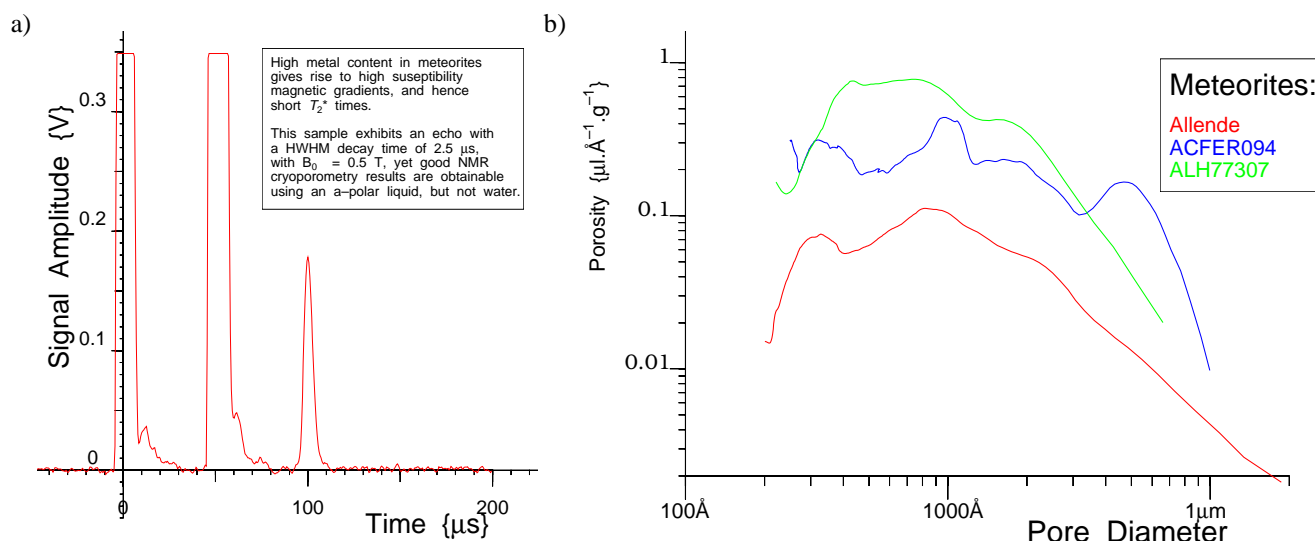 a)
High metal content in meteorites
gives rise to high suseptibility
magnetic gradients, and hence
short T2* times.
This sample exhibits an echo with
a HWHM decay time of 2.5 μs,
with B0 = 0.5 T, yet good NMR
cryoporometry results are obtainable
using an a–polar liquid, but not water.
Signal Amplitude {V}
0.3
0.2
0.1
0
0
100
200
Time {μs}
b)
Meteorites:
Allende
ACFER094
ALH77307
Porosity {μl.Å−1.g−1}
1
0.1
0.01
100Å
1000Å
1μm
Pore Diameter